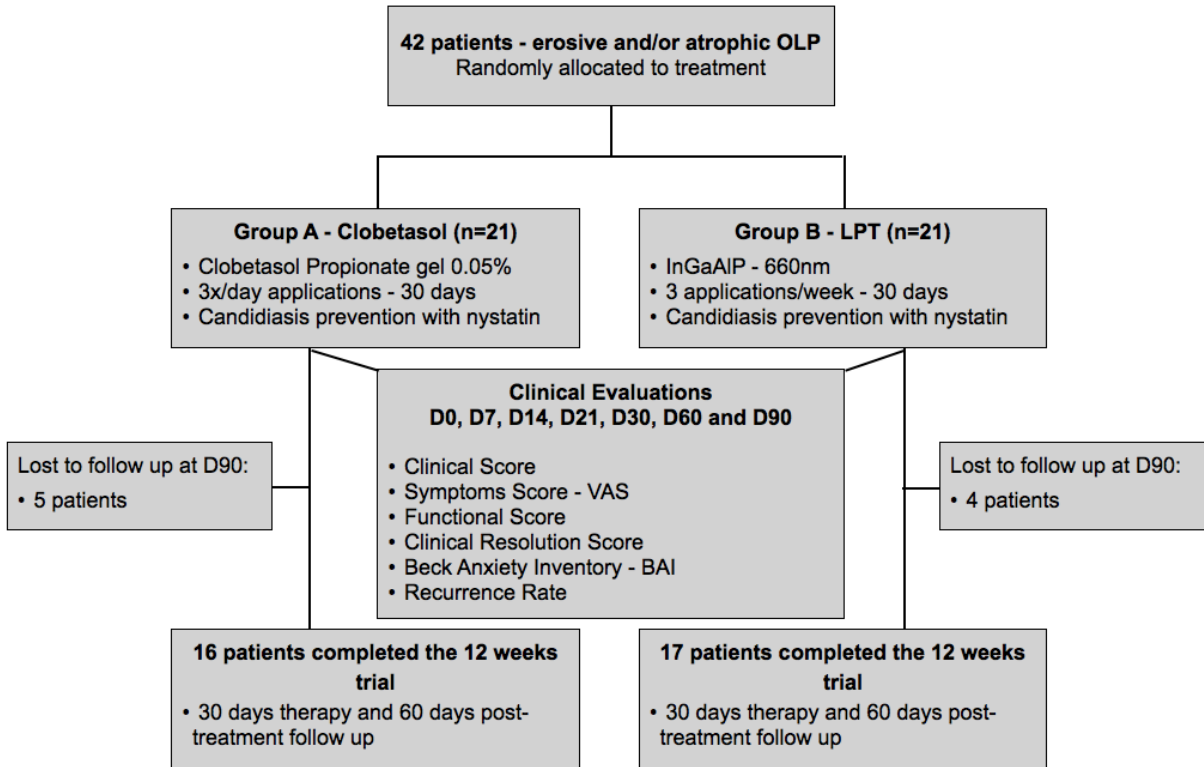 42 patients - erosive and/or atrophic OLP
Randomly allocated to treatment
Group A - Clobetasol (n=21)
• Clobetasol Propionate gel 0.05%
• 3x/day applications - 30 days
• Candidiasis prevention with nystatin
Group B - LPT (n=21)
• InGaAlP - 660nm
• 3 applications/week - 30 days
• Candidiasis prevention with nystatin
Clinical Evaluations
D0, D7, D14, D21, D30, D60 and D90
• Clinical Score
• Symptoms Score - VAS
• Functional Score
• Clinical Resolution Score
• Beck Anxiety Inventory - BAI
• Recurrence Rate
Lost to follow up at D90:
• 5 patients
Lost to follow up at D90:
• 4 patients
16 patients completed the 12 weeks
trial
• 30 days therapy and 60 days post-
treatment follow up
17 patients completed the 12 weeks
trial
• 30 days therapy and 60 days post-
treatment follow up